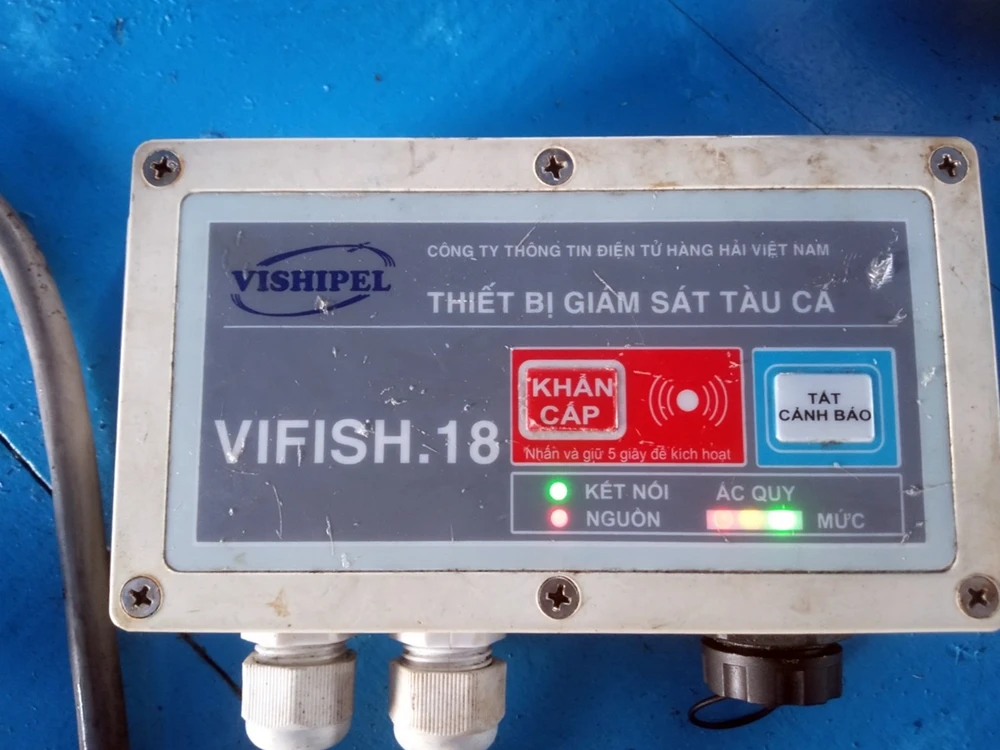 VISHIPEL
CÔNG TY THÔNG TIN ĐIỆN TỬ HÀNG HẢI VIỆT NAM
THIẾT BỊ GIÁM SÁT TÀU CÁ
VIFISH.18
KHẨN
CẤP
Nhấn và giữ 5 giây để kích hoạt
TẮT
CẢNH BÁO
KẾT NỐI
ẮC QUY
NGUỒN
MỨC